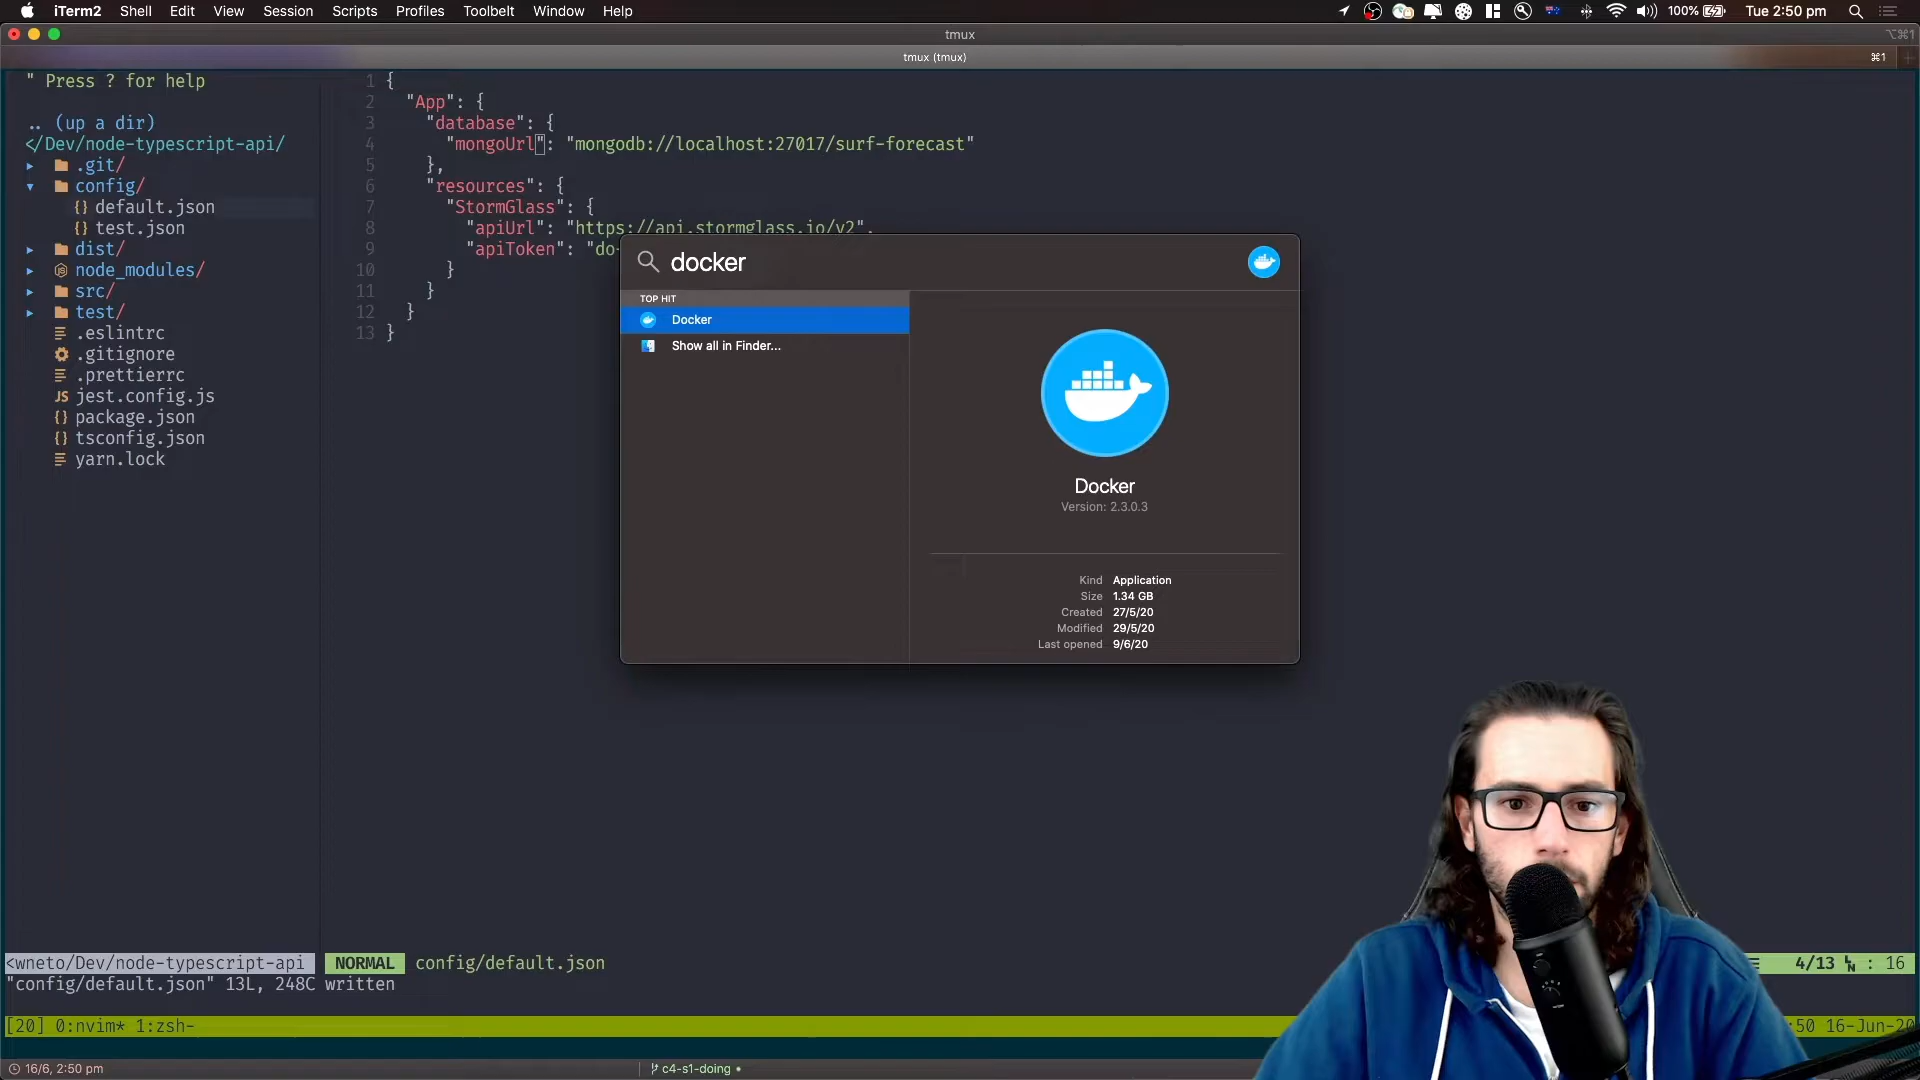 iTerm2 Shell Edit View Session Scripts Profiles Toolbelt Window Help 100% Tue 2:50 pm
tmux ⌥⌘1
tmux (tmux) ⌘1
" Press ? for help
.. (up a dir)
</Dev/node-typescript-api/
▸ .git/
▾ config/
{} default.json
{} test.json
▸ dist/
▸ node_modules/
▸ src/
▸ test/
.eslintrc
.gitignore
.prettierrc
JS jest.config.js
{} package.json
{} tsconfig.json
yarn.lock
1 {
2 "App": {
3 "database": {
4 "mongoUrl": "mongodb://localhost:27017/surf-forecast"
5 },
6 "resources": {
7 "StormGlass": {
8 "apiUrl": "https://api.stormglass.io/v2",
9 "apiToken": "do-
10 }
11 }
12 }
13 }
docker
TOP HIT
Docker
Show all in Finder...
Docker
Version: 2.3.0.3
Kind Application
Size 1.34 GB
Created 27/5/20
Modified 29/5/20
Last opened 9/6/20
<wneto/Dev/node-typescript-api NORMAL config/default.json 4/13 : 16
"config/default.json" 13L, 248C written
[20] 0:nvim* 1:zsh- :50 16-Jun-20
16/6, 2:50 pm c4-s1-doing •